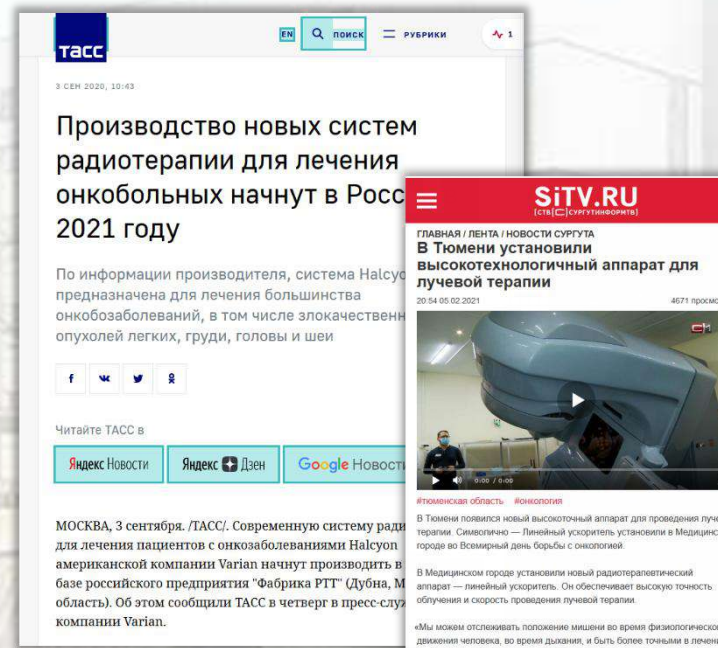 ТАСС
EN
ПОИСК
РУБРИКИ
1
3 СЕН 2020, 10:43
Производство новых систем
радиотерапии для лечения
онкобольных начнут в
2021 году
По информации производителя, система
предназначена для лечения большинства
онкозаболеваний, в том числе
опухолей легких, груди, головы и шеи
Читайте ТАСС в
Яндекс Новости
Яндекс Дзен
Google
МОСКВА, 3 сентября. /ТАСС/. Современную систему
для лечения пациентов с онкозаболеваниями Halcyon
американской компании Varian начнут производить в
базе российского предприятия "Фабрика РТТ" (Дубна,
область). Об этом сообщили ТАСС в четверг в
компании Varian.
SiTV.RU
[СТВ[С]СУРГУТИНФОРМТВ]
ГЛАВНАЯ / ЛЕНТА / НОВОСТИ СУРГУТА
В Тюмени установили
высокотехнологичный аппарат для
лучевой терапии
20:54 05.02.2021
4671
0:00 / 0:00
#тюменская область #онкология
В Тюмени появился новый высокоточный аппарат для проведения
терапии. Символично — Линейный ускоритель установили в
городе во Всемирный день борьбы с онкологией.
В Медицинском городе установили новый радиотерапевтический
аппарат — линейный ускоритель. Он обеспечивает высокую точность
облучения и скорость проведения лучевой терапии.
«Мы можем отслеживать положение мишени во время
движения человека, во время дыхания, и быть более точными в